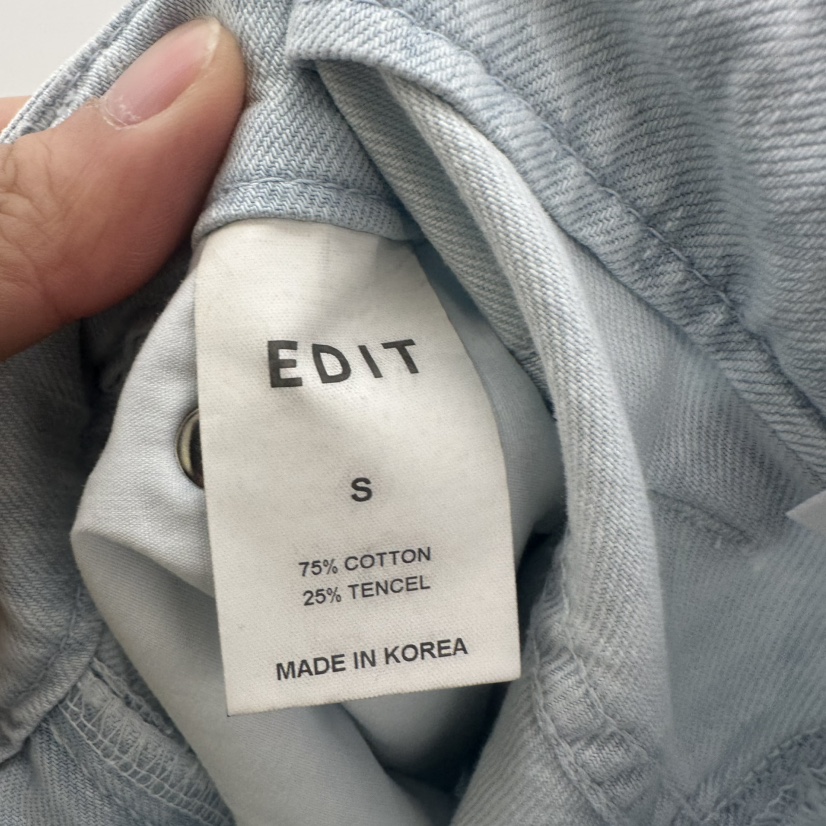 EDIT
S
75% COTTON
25% TENCEL
MADE IN KOREA